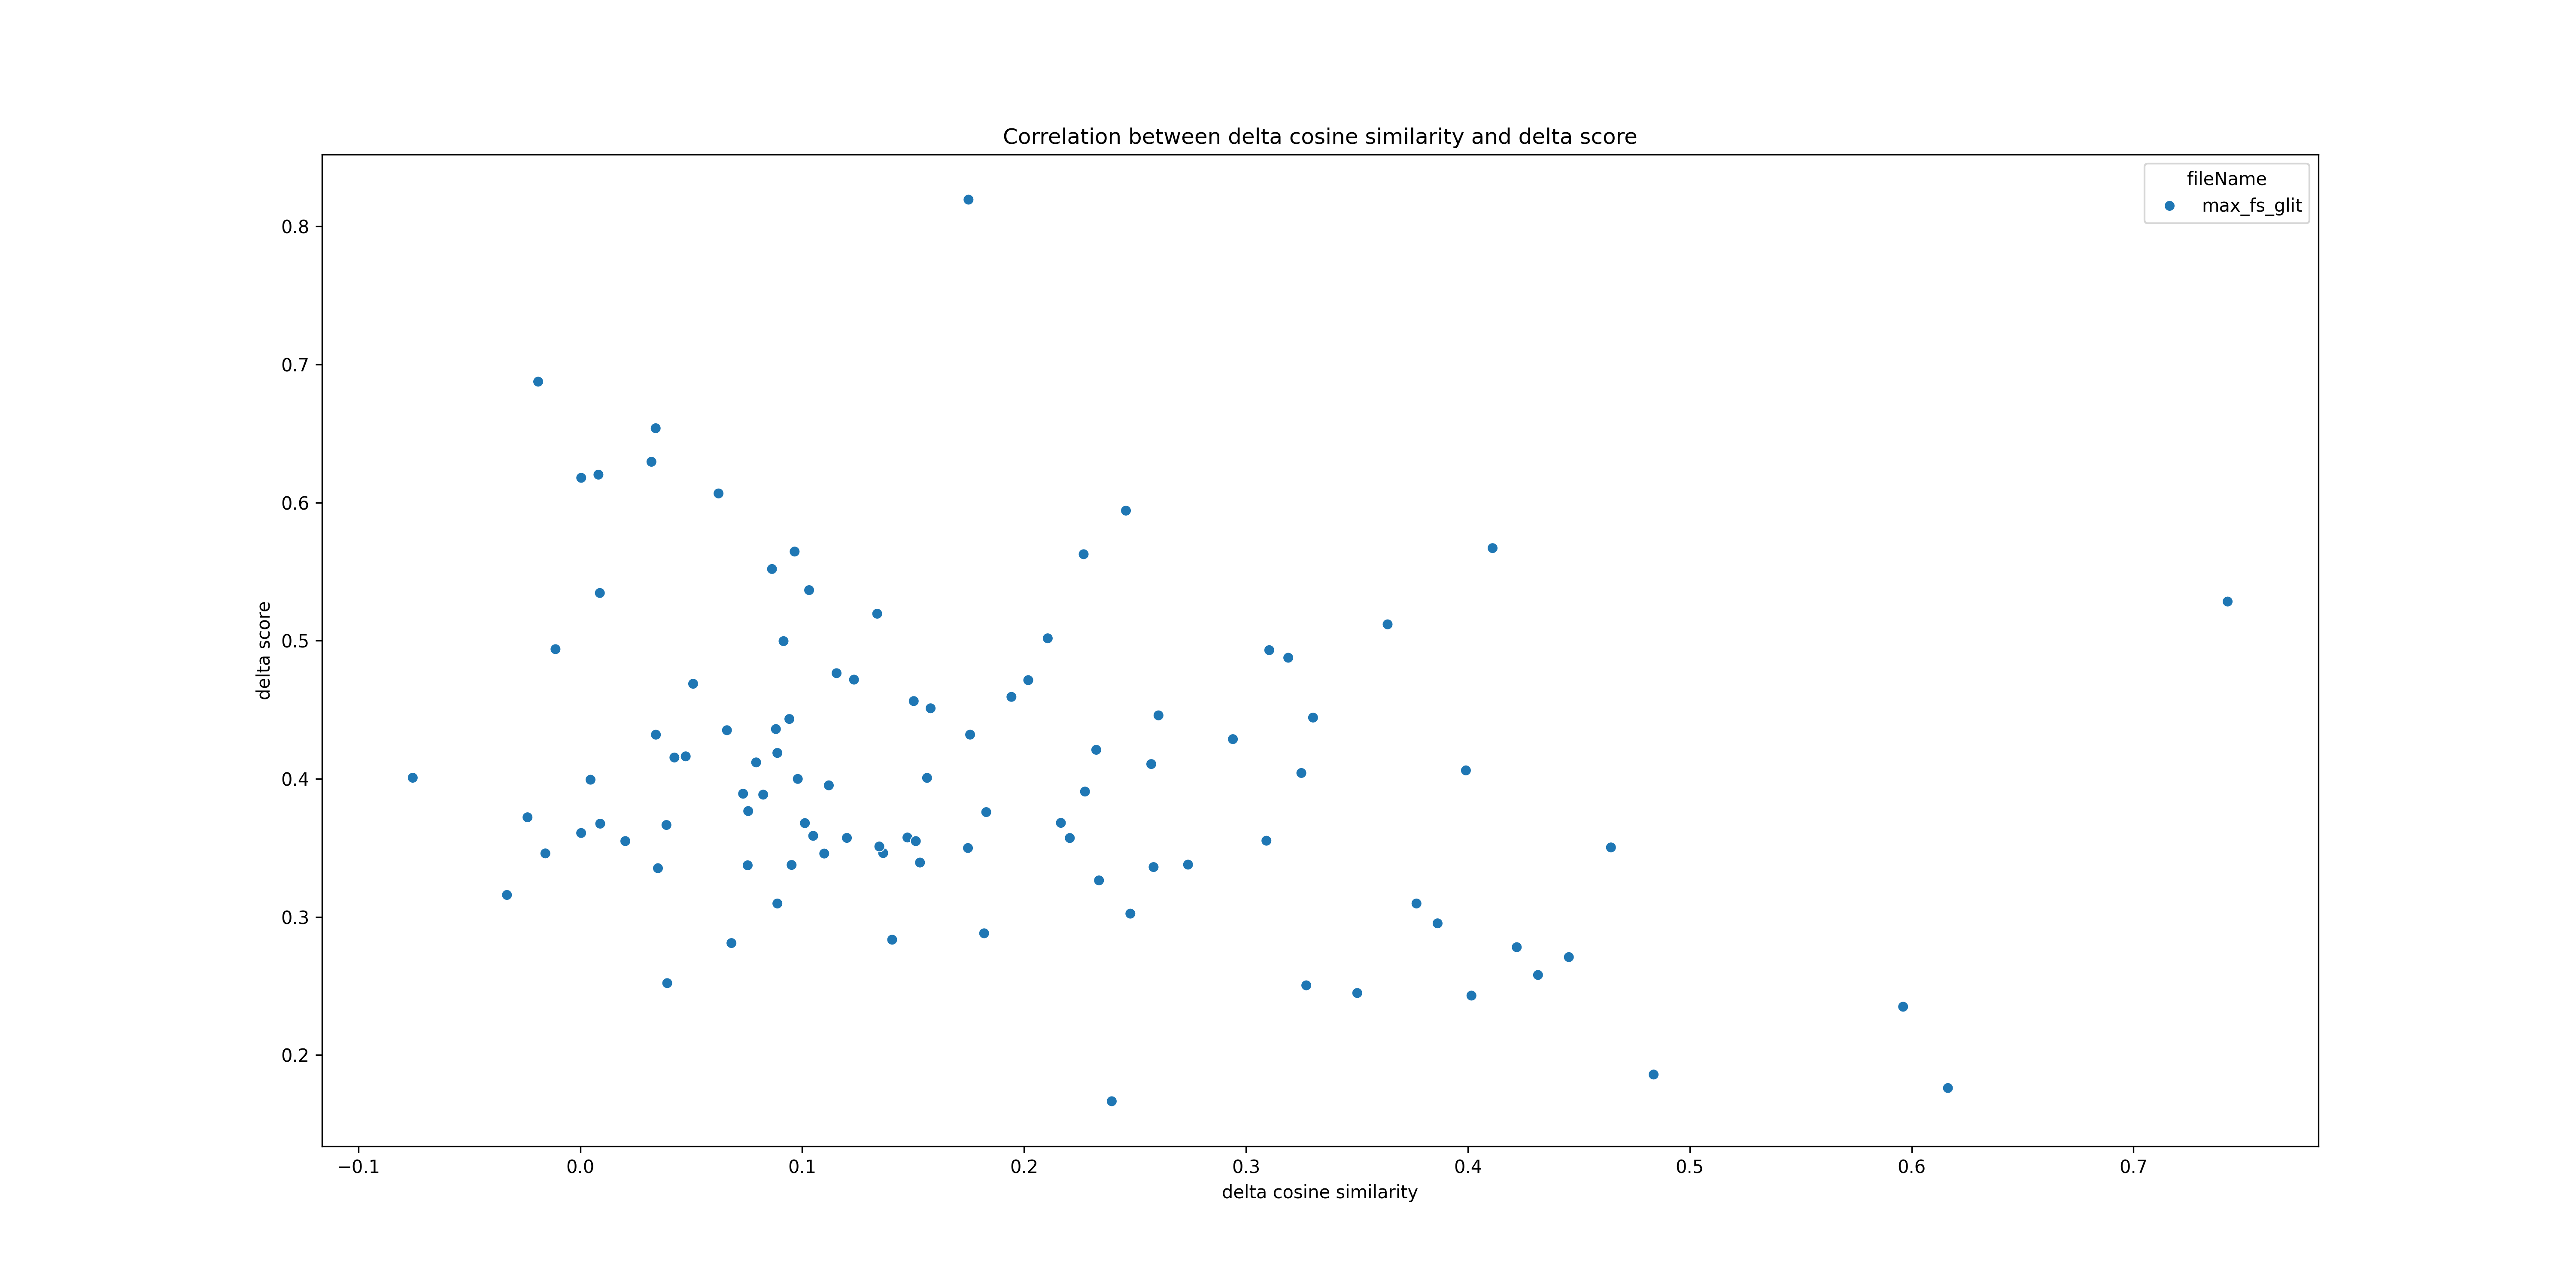 Correlation between delta cosine similarity and delta score
fileName
max_fs_glit
0.8
0.7
0.6
0.5
0.4
0.3
0.2
delta score
−0.1 0.0 0.1 0.2 0.3 0.4 0.5 0.6 0.7
delta cosine similarity